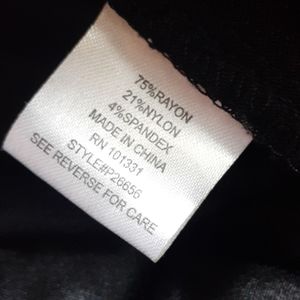 75%RAYON
21%NYLON
4%SPANDEX
MADE IN CHINA
RN 101331
STYLE#P26656
SEE REVERSE FOR CARE